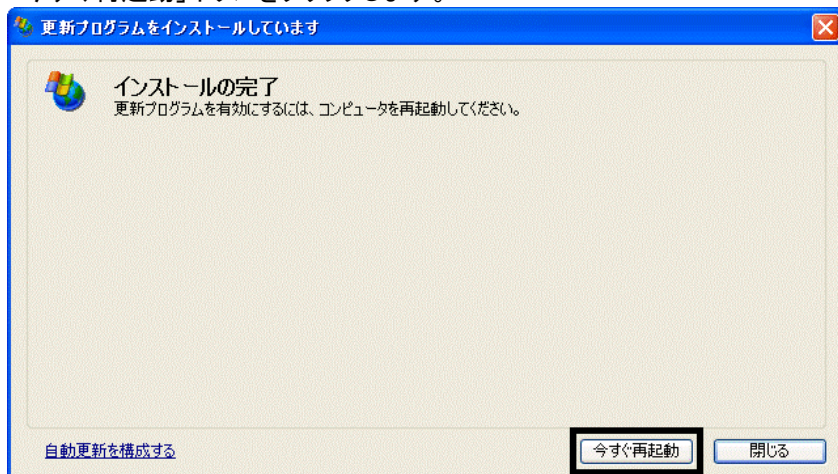 更新プログラムをインストールしています
インストールの完了
更新プログラムを有効にするには、コンピュータを再起動してください。
自動更新を構成する
今すぐ再起動
閉じる